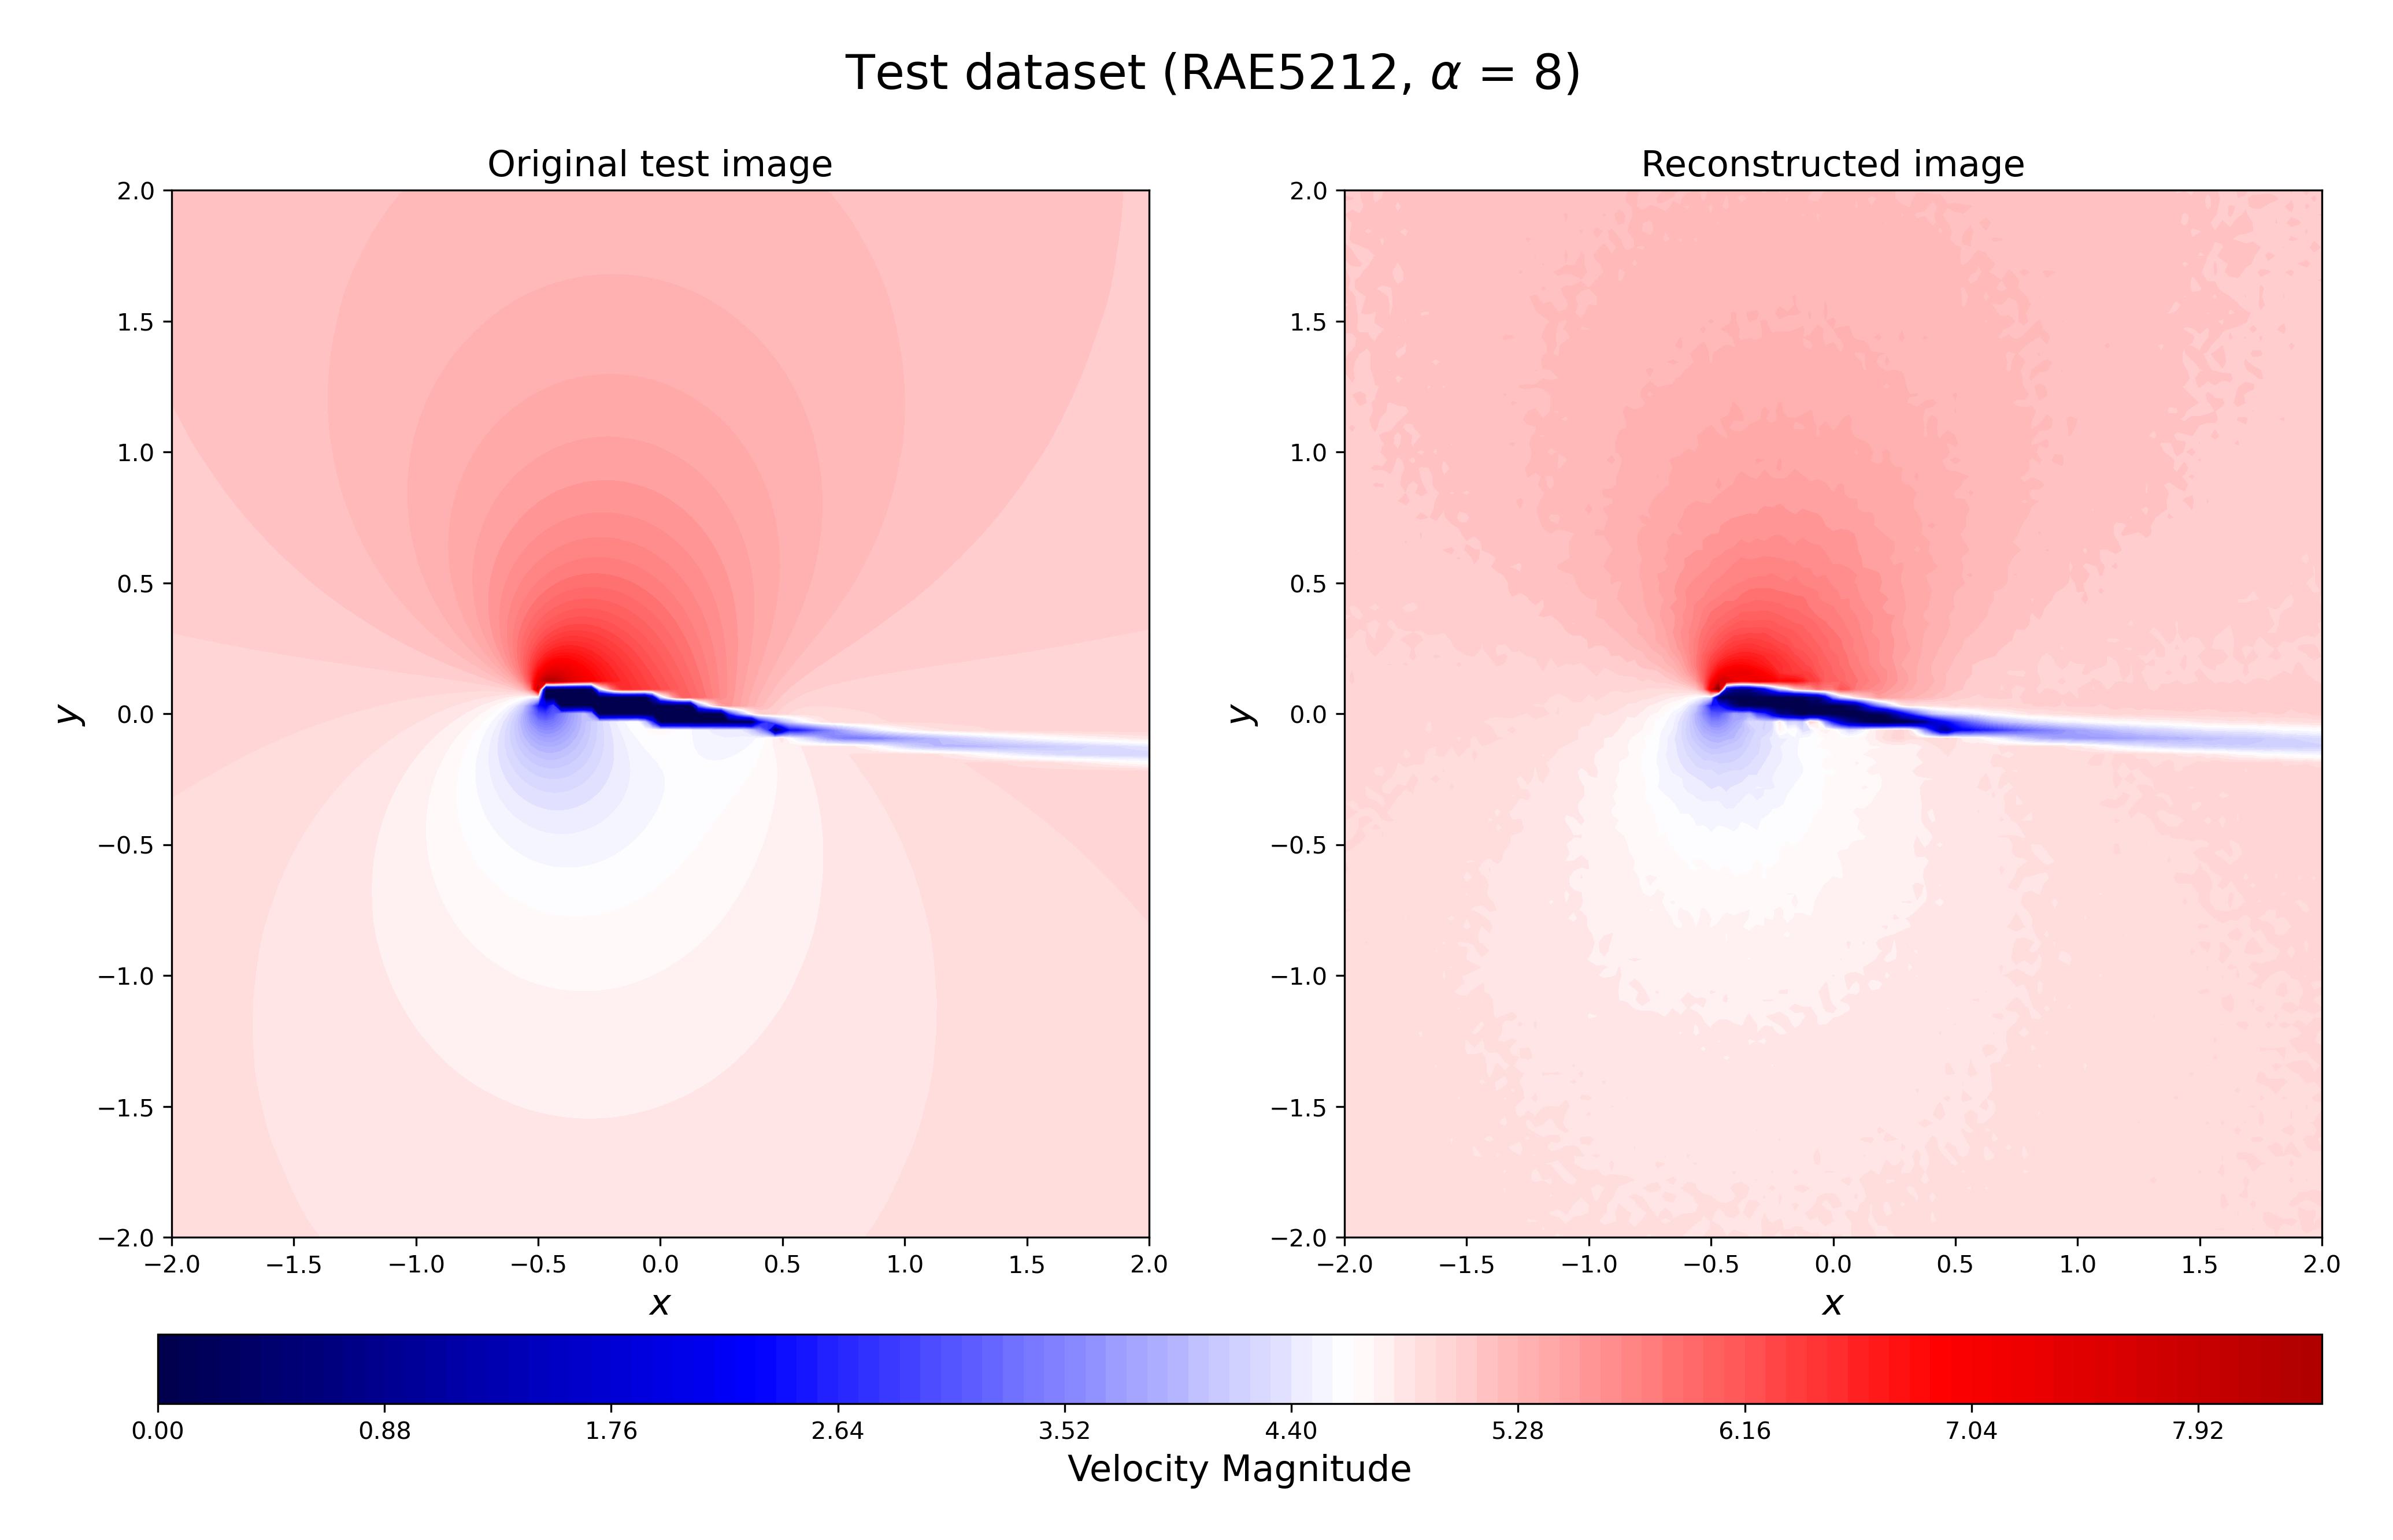 Test dataset (RAE5212, α = 8)
Original test image
Reconstructed image
2.0
1.5
1.0
0.5
0.0
−0.5
−1.0
−1.5
−2.0
y
−2.0 −1.5 −1.0 −0.5 0.0 0.5 1.0 1.5 2.0
x
2.0
1.5
1.0
0.5
0.0
−0.5
−1.0
−1.5
−2.0
y
−2.0 −1.5 −1.0 −0.5 0.0 0.5 1.0 1.5 2.0
x
0.00 0.88 1.76 2.64 3.52 4.40 5.28 6.16 7.04 7.92
Velocity Magnitude